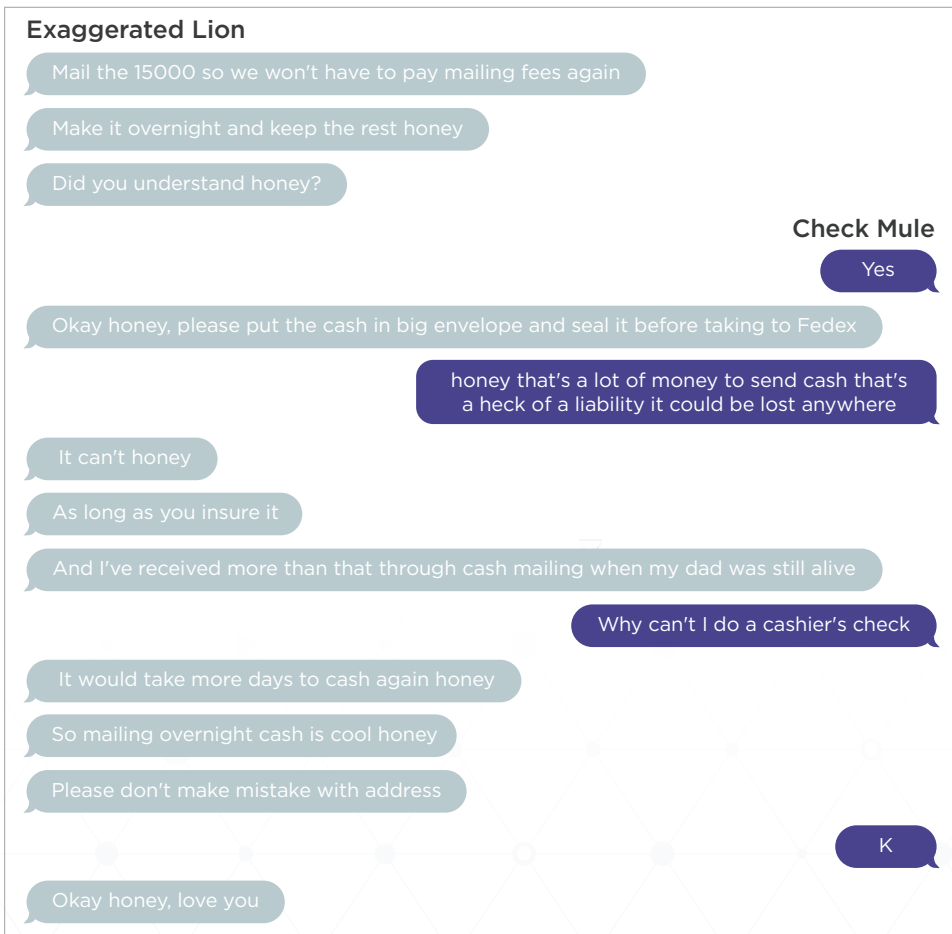 Exaggerated Lion
Mail the 15000 so we won't have to pay mailing fees again
Make it overnight and keep the rest honey
Did you understand honey?
Check Mule
Yes
Okay honey, please put the cash in big envelope and seal it before taking to Fedex
honey that's a lot of money to send cash that's
a heck of a liability it could be lost anywhere
It can't honey
As long as you insure it
And I've received more than that through cash mailing when my dad was still alive
Why can't I do a cashier's check
It would take more days to cash again honey
So mailing overnight cash is cool honey
Please don't make mistake with address
K
Okay honey, love you